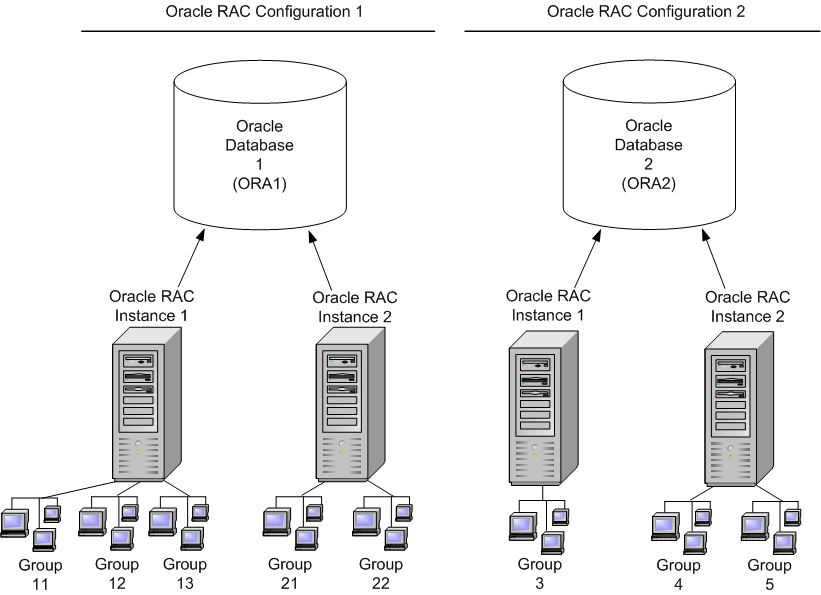 Oracle RAC Configuration 1
Oracle RAC Configuration 2
Oracle
Database
1
(ORA1)
Oracle
Database
2
(ORA2)
Oracle RAC
Instance 1
Oracle RAC
Instance 2
Oracle RAC
Instance 1
Oracle RAC
Instance 2
Group
11
Group
12
Group
13
Group
21
Group
22
Group
3
Group
4
Group
5